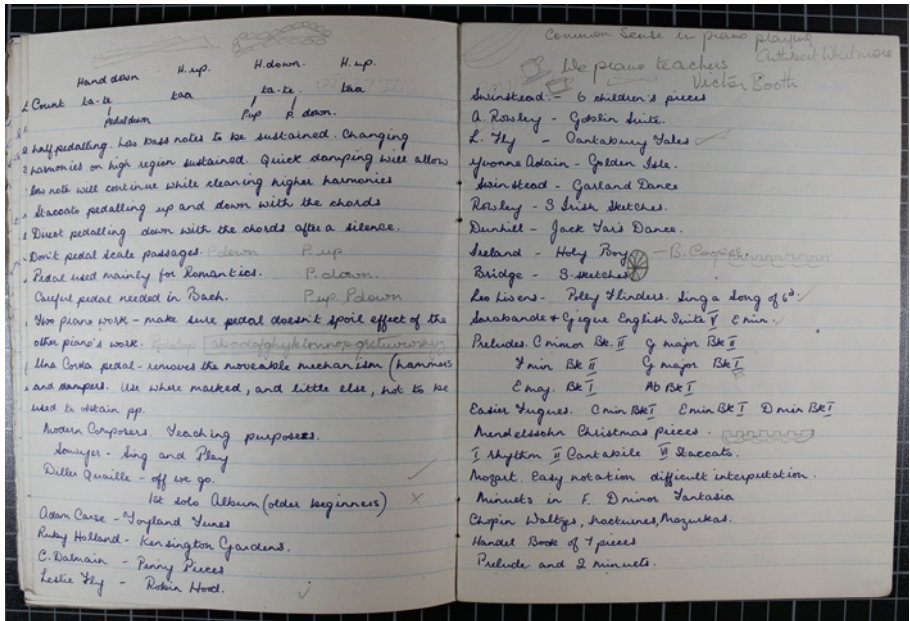 Hand down H. up. H. down. H. up.
Count ta-te taa ta-te. taa
pedal down P up P. down.
half pedalling. Low bass notes to be sustained. Changing
harmonies on high region sustained. Quick damping will allow
low note will continue while cleaning higher harmonies
Staccato pedalling up and down with the chords
Direct pedalling down with the chords after a silence.
Don't pedal scale passages. P down P. up
Pedal used mainly for Romantics. P. down.
Careful pedal needed in Bach. P. up. P down
Two piano work - make sure pedal doesn't spoil effect of the
other piano's work.
Una Corda pedal - removes the moveable mechanism (hammers
and dampers. Use where marked, and little else, not to be
used to obtain pp.
Modern Composers. Teaching purposes.
Sawyer - Sing and Play
Diller Quaille - off we go.
1st solo Album (older beginners) X
Adam Carse - Toyland Tunes
Ruby Holland - Kensington Gardens.
C. Dalmain - Penny Pieces
Leslie Fly - Robin Hood.
Common Sense in piano playing
Cuthbert Whitmore
We piano teachers
Victor Booth
Swinstead. - 6 children's pieces
A. Rowley - Goblin Suite.
L. Fly - Cantabury Tales
Yvonne Adair - Golden Isle.
Swinstead - Garland Dance
Rowley - 3 Irish Sketches.
Dunhill - Jack Tar's Dance.
Ireland - Holy Boy - B. Cooper
Bridge - 3 sketches
Leo Livens - Polly Flinders. Sing a Song of 6d.
Sarabande & Gigue English Suite V E min.
Preludes. C minor Bk. II G major Bk II
F min Bk II G major Bk I
E maj. Bk I Ab Bk I
Easier Fugues. C min Bk I E min Bk I D min Bk I
Mendelssohn Christmas pieces.
I rhythm II Cantabile VI Staccato.
Mozart. Easy notation difficult interpretation.
Minuets in F. D minor Fantasia
Chopin Waltzes, Nocturnes, Mazurkas.
Handel Book of 7 pieces
Prelude and 2 minuets.